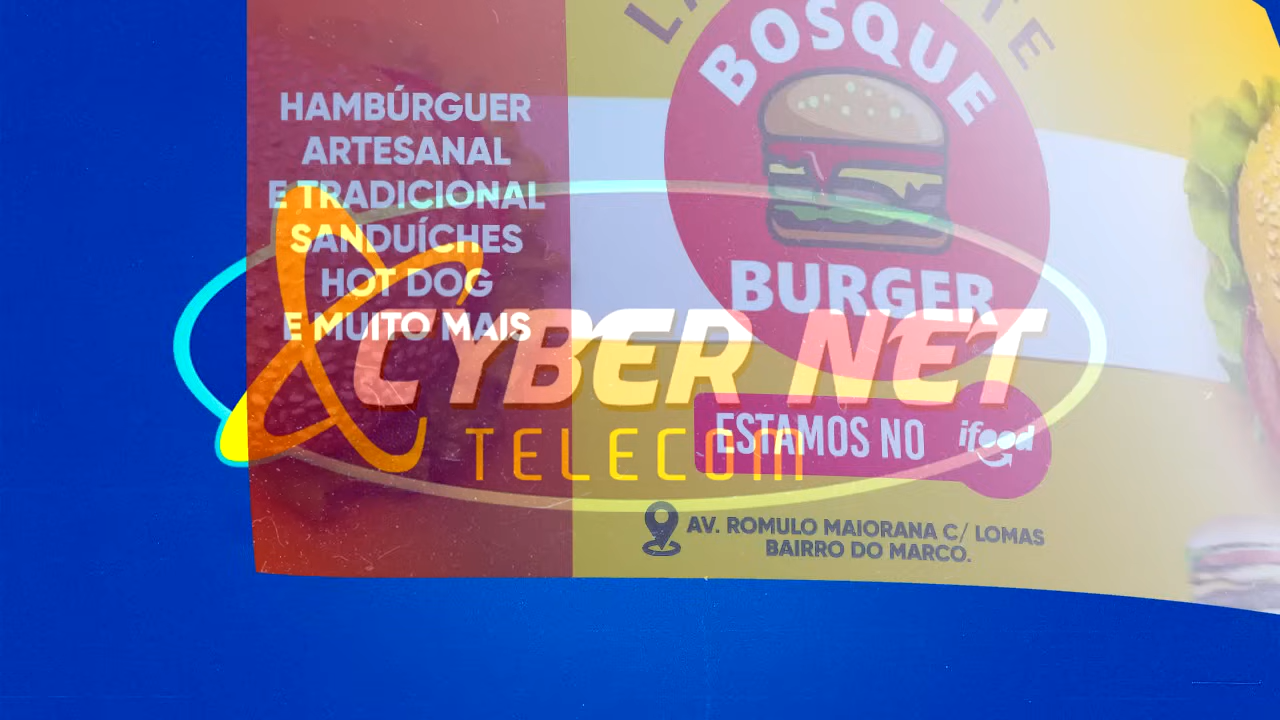 BOSQUE
BURGER
HAMBÚRGUER
ARTESANAL
E TRADICIONAL
SANDUÍCHES
HOT DOG
E MUITO MAIS
CYBER NET
TELECOM
ESTAMOS NO ifood
AV. ROMULO MAIORANA C/ LOMAS
BAIRRO DO MARCO.